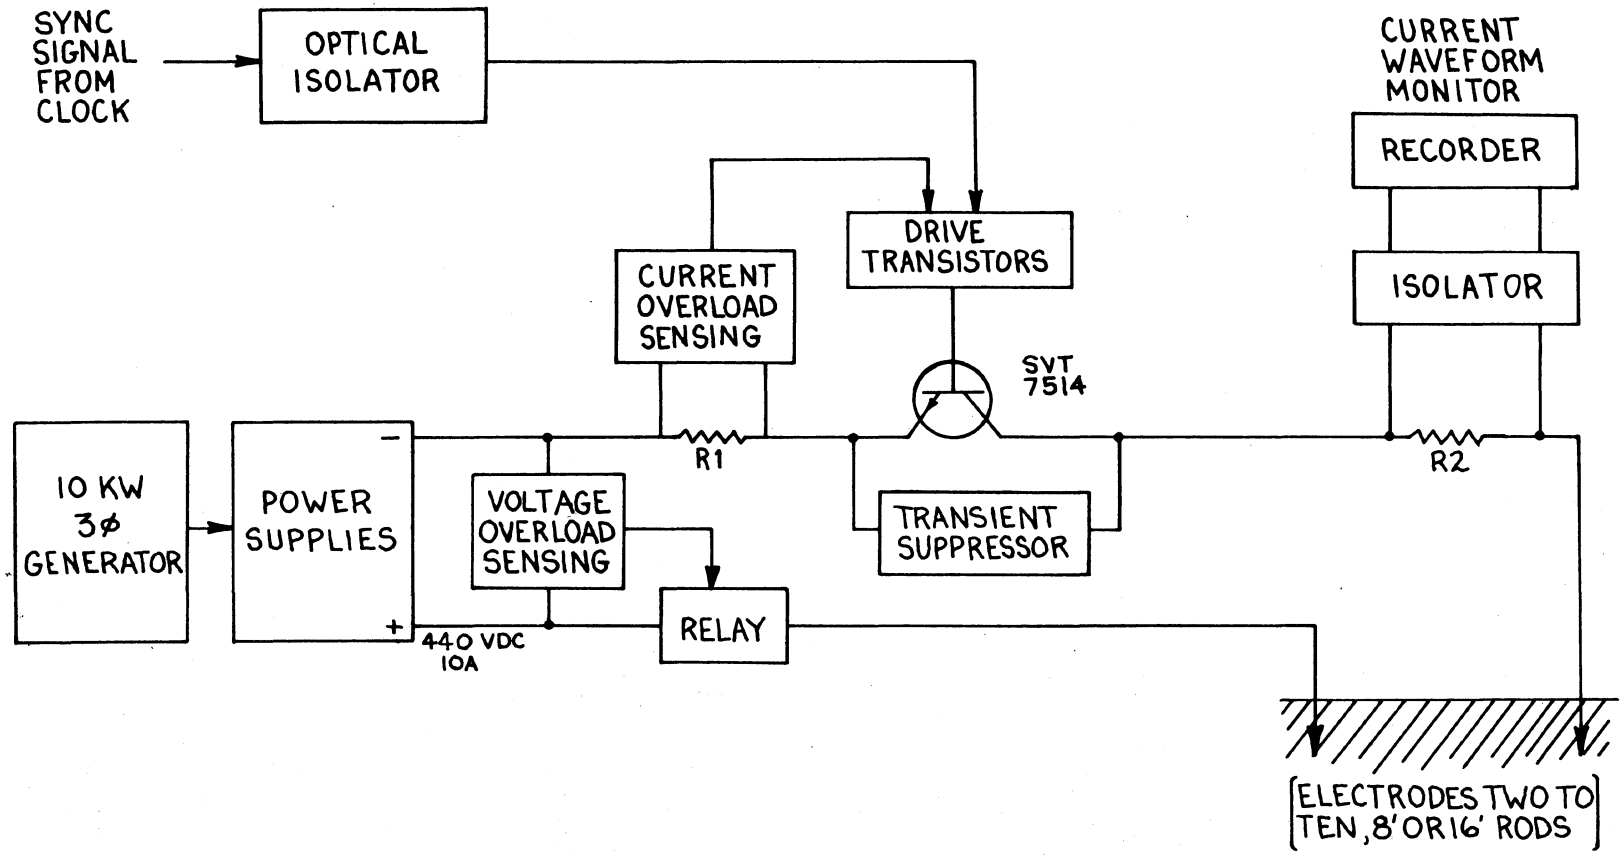 SYNC
SIGNAL
FROM
CLOCK
OPTICAL
ISOLATOR
CURRENT
WAVEFORM
MONITOR
RECORDER
ISOLATOR
DRIVE
TRANSISTORS
CURRENT
OVERLOAD
SENSING
SVT
7514
10 KW
3ϕ
GENERATOR
POWER
SUPPLIES
−
+
440 VDC
10A
VOLTAGE
OVERLOAD
SENSING
R1
RELAY
TRANSIENT
SUPPRESSOR
R2
[ELECTRODES TWO TO
TEN, 8' OR 16' RODS]